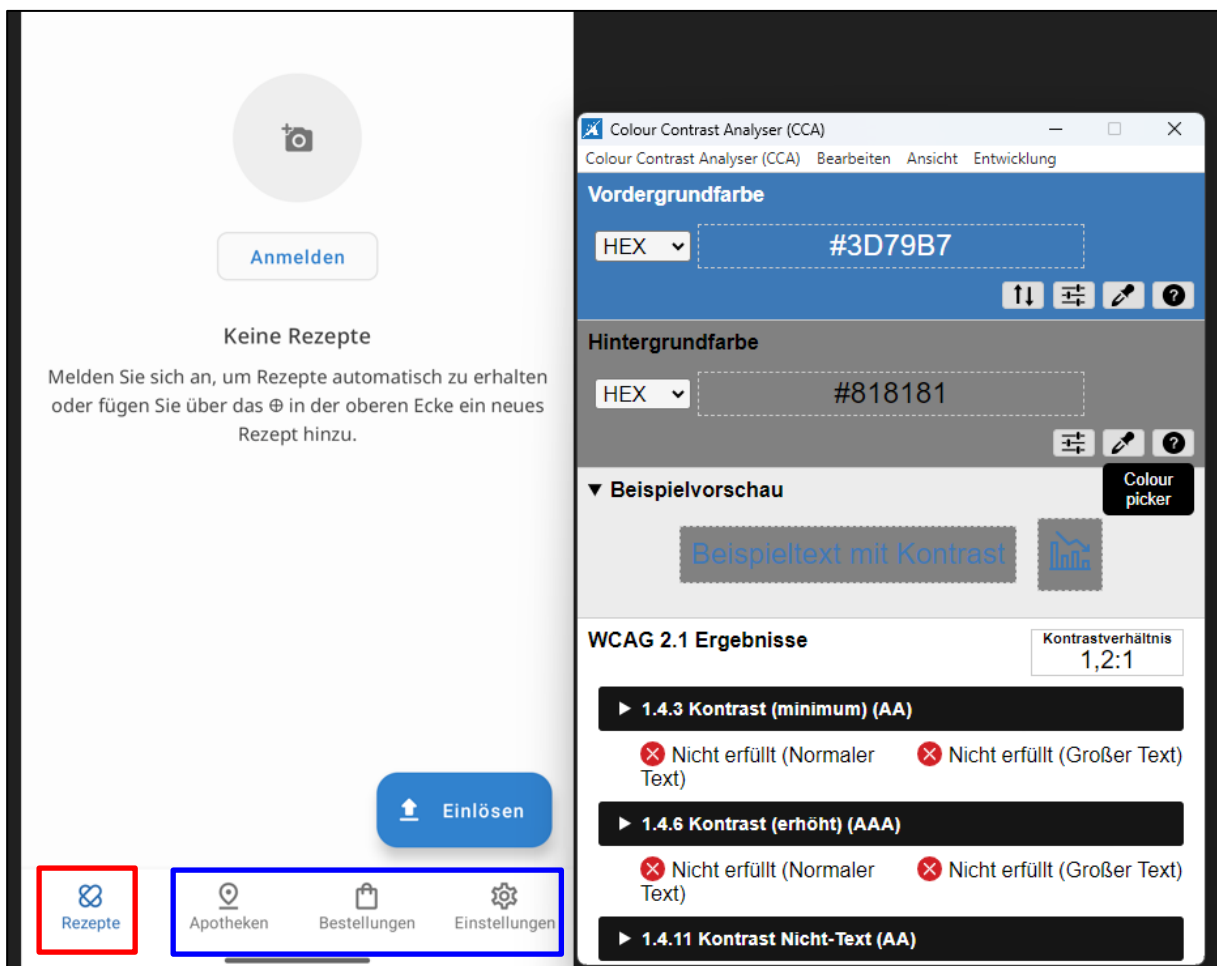 Anmelden
Keine Rezepte
Melden Sie sich an, um Rezepte automatisch zu erhalten
oder fügen Sie über das ⊕ in der oberen Ecke ein neues
Rezept hinzu.
Einlösen
Rezepte
Apotheken
Bestellungen
Einstellungen
Colour Contrast Analyser (CCA)
Colour Contrast Analyser (CCA) Bearbeiten Ansicht Entwicklung
Vordergrundfarbe
HEX #3D79B7
Hintergrundfarbe
HEX #818181
Colour
picker
▼ Beispielvorschau
Beispieltext mit Kontrast
WCAG 2.1 Ergebnisse
Kontrastverhältnis
1,2:1
▶ 1.4.3 Kontrast (minimum) (AA)
Nicht erfüllt (Normaler
Text)
Nicht erfüllt (Großer Text)
▶ 1.4.6 Kontrast (erhöht) (AAA)
Nicht erfüllt (Normaler
Text)
Nicht erfüllt (Großer Text)
▶ 1.4.11 Kontrast Nicht-Text (AA)